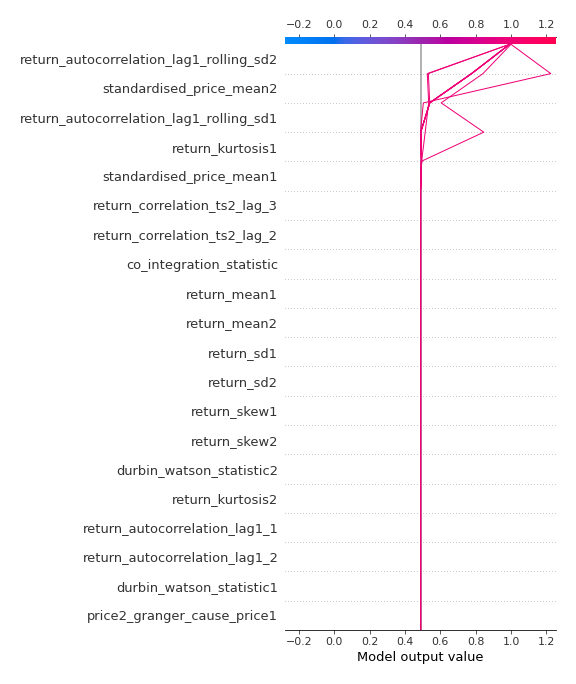 −0.2 0.0 0.2 0.4 0.6 0.8 1.0 1.2
return_autocorrelation_lag1_rolling_sd2
standardised_price_mean2
return_autocorrelation_lag1_rolling_sd1
return_kurtosis1
standardised_price_mean1
return_correlation_ts2_lag_3
return_correlation_ts2_lag_2
co_integration_statistic
return_mean1
return_mean2
return_sd1
return_sd2
return_skew1
return_skew2
durbin_watson_statistic2
return_kurtosis2
return_autocorrelation_lag1_1
return_autocorrelation_lag1_2
durbin_watson_statistic1
price2_granger_cause_price1
−0.2 0.0 0.2 0.4 0.6 0.8 1.0 1.2
Model output value